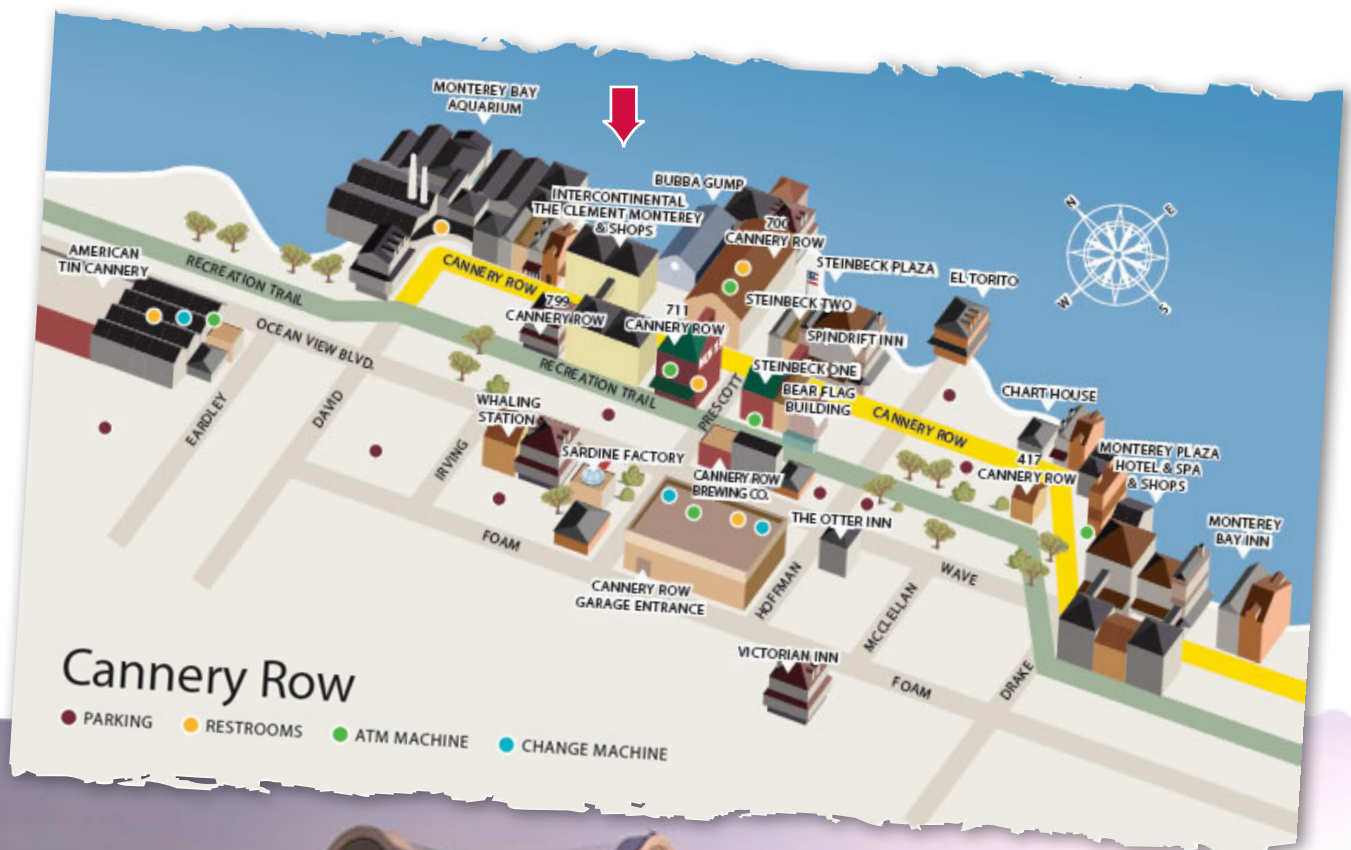 MONTEREY BAY
AQUARIUM
BUBBA GUMP
INTERCONTINENTAL
THE CLEMENT MONTEREY
& SHOPS
700
CANNERY ROW
N
E
W
S
AMERICAN
TIN CANNERY
RECREATION TRAIL
CANNERY ROW
STEINBECK PLAZA
EL TORITO
799
CANNERY ROW
711
CANNERY ROW
STEINBECK TWO
SPINDRIFT INN
OCEAN VIEW BLVD.
RECREATION TRAIL
STEINBECK ONE
BEAR FLAG
BUILDING
PRESCOTT
CANNERY ROW
CHART HOUSE
EARDLEY
DAVID
IRVING
WHALING
STATION
SARDINE FACTORY
CANNERY ROW
BREWING CO.
417
CANNERY ROW
MONTEREY PLAZA
HOTEL & SPA
& SHOPS
THE OTTER INN
MONTEREY
BAY INN
FOAM
CANNERY ROW
GARAGE ENTRANCE
HOFFMAN
WAVE
MCCLELLAN
VICTORIAN INN
FOAM
DRAKE
Cannery Row
PARKING
RESTROOMS
ATM MACHINE
CHANGE MACHINE